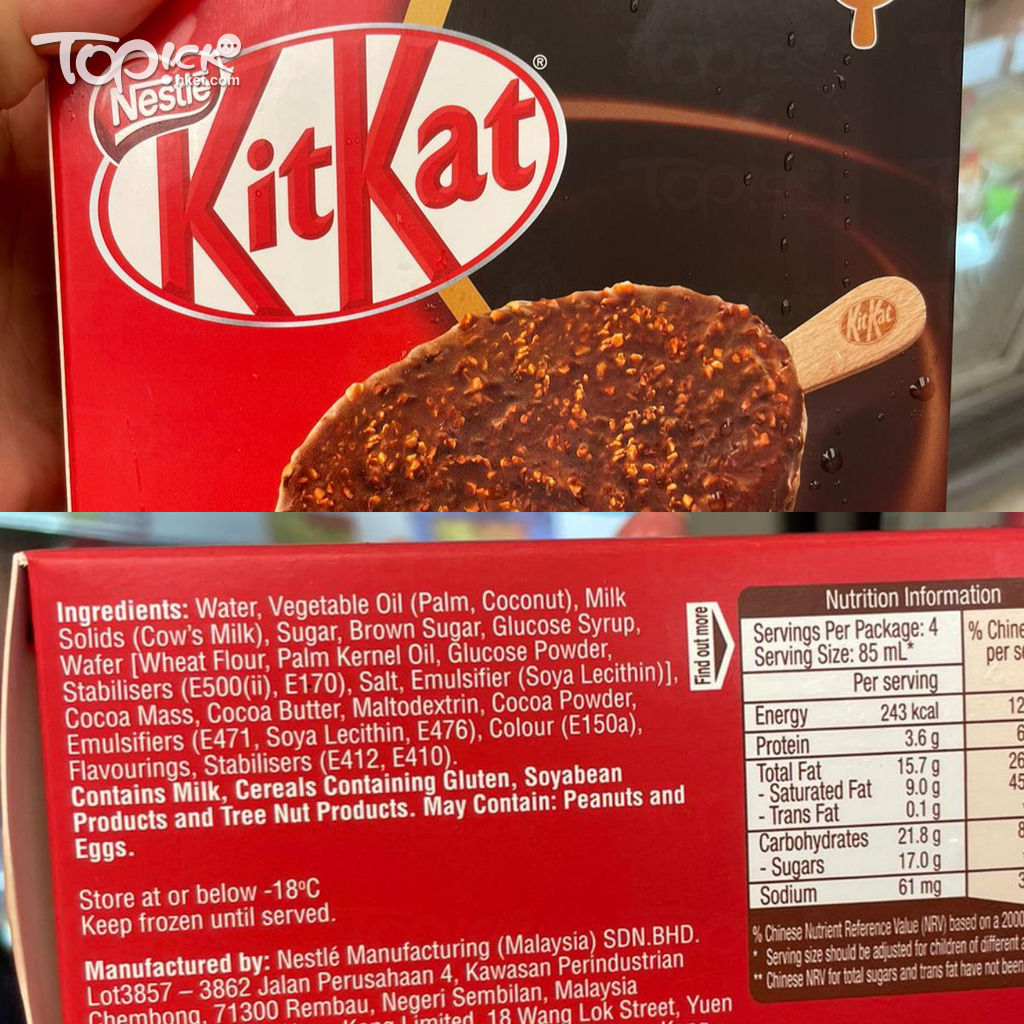 TOPick
hket.com
Nestlé
KitKat®
KitKat
Ingredients: Water, Vegetable Oil (Palm, Coconut), Milk
Solids (Cow's Milk), Sugar, Brown Sugar, Glucose Syrup,
Wafer [Wheat Flour, Palm Kernel Oil, Glucose Powder,
Stabilisers (E500(ii), E170), Salt, Emulsifier (Soya Lecithin)],
Cocoa Mass, Cocoa Butter, Maltodextrin, Cocoa Powder,
Emulsifiers (E471, Soya Lecithin, E476), Colour (E150a),
Flavourings, Stabilisers (E412, E410).
Contains Milk, Cereals Containing Gluten, Soyabean
Products and Tree Nut Products. May Contain: Peanuts and
Eggs.
Store at or below -18ºC
Keep frozen until served.
Manufactured by: Nestlé Manufacturing (Malaysia) SDN.BHD.
Lot3857 – 3862 Jalan Perusahaan 4, Kawasan Perindustrian
Chembong, 71300 Rembau, Negeri Sembilan, Malaysia
Limited, 18 Wang Lok Street, Yuen
Find out more
Nutrition Information
Servings Per Package: 4
Serving Size: 85 mL*
% Chine
per se
Per serving
Energy 243 kcal 12
Protein 3.6 g 6
Total Fat 15.7 g 26
- Saturated Fat 9.0 g 45
- Trans Fat 0.1 g
Carbohydrates 21.8 g 8
- Sugars 17.0 g
Sodium 61 mg 3
% Chinese Nutrient Reference Value (NRV) based on a 2000
* Serving size should be adjusted for children of different a
** Chinese NRV for total sugars and trans fat have not been